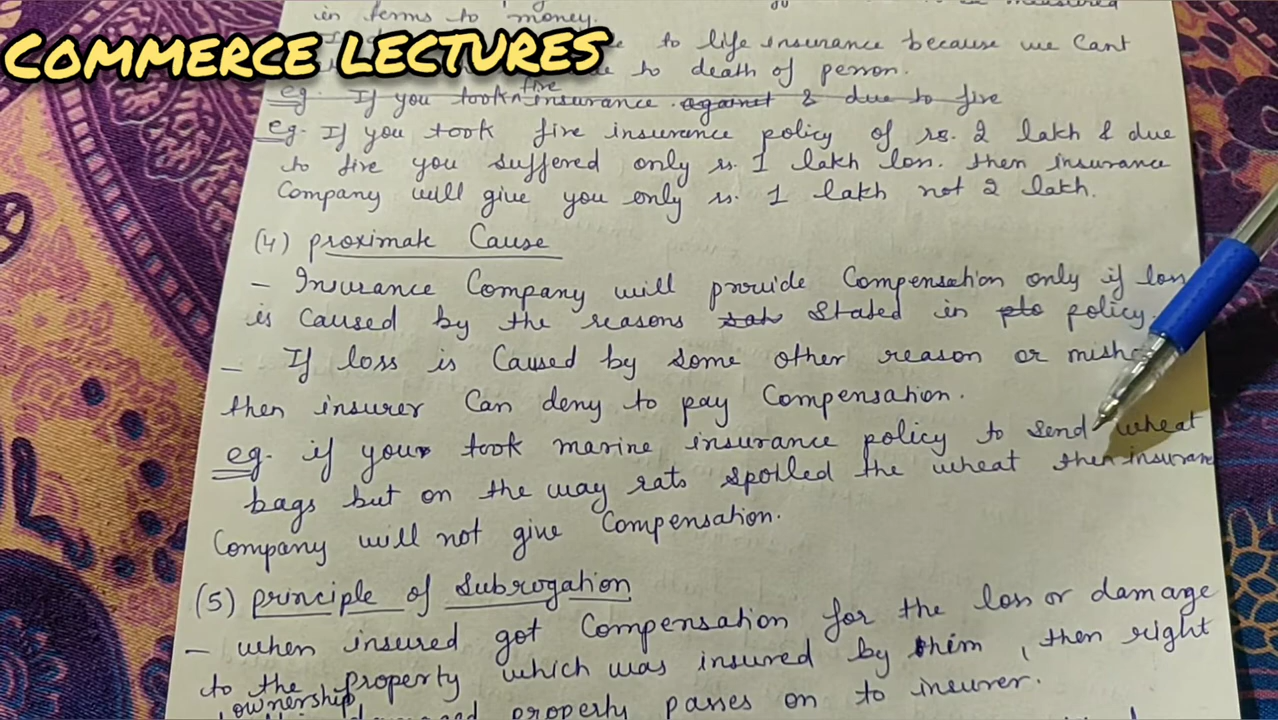 in terms to money.
COMMERCE LECTURES
to life insurance because we Cant
to death of person.
eg. If you took fire insurance against & due to fire
eg. If you took fire insurance policy of rs. 2 lakh & due
to fire you suffered only rs. 1 lakh loss. then insurance
Company will give you only rs. 1 lakh not 2 lakh.
(4) proximate Cause
- Insurance Company will provide Compensation only if loss
is Caused by the reasons stated in policy.
- If loss is Caused by some other reason or
then insurer Can deny to pay Compensation.
eg. if your took marine insurance policy to send wheat
bags but on the way rats spoiled the wheat then insuran
Company will not give Compensation.
(5) principle of Subrogation
- when insured got Compensation for the loss or damage
to the property which was insured by them, then right
ownership property passes on to insurer.